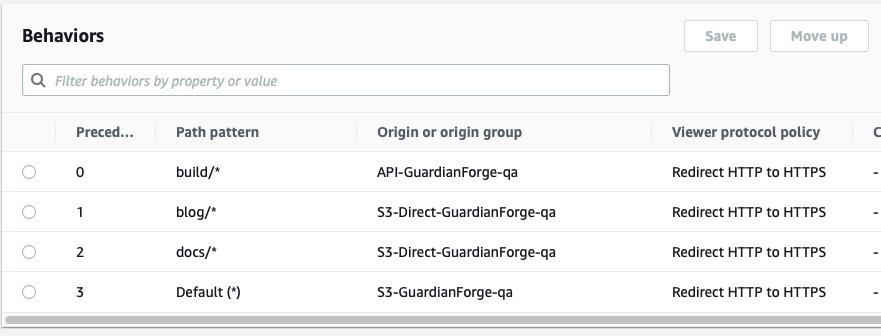 Behaviors
Save
Move up
Filter behaviors by property or value
Preced... Path pattern Origin or origin group Viewer protocol policy C
0 build/* API-GuardianForge-qa Redirect HTTP to HTTPS -
1 blog/* S3-Direct-GuardianForge-qa Redirect HTTP to HTTPS -
2 docs/* S3-Direct-GuardianForge-qa Redirect HTTP to HTTPS -
3 Default (*) S3-GuardianForge-qa Redirect HTTP to HTTPS -